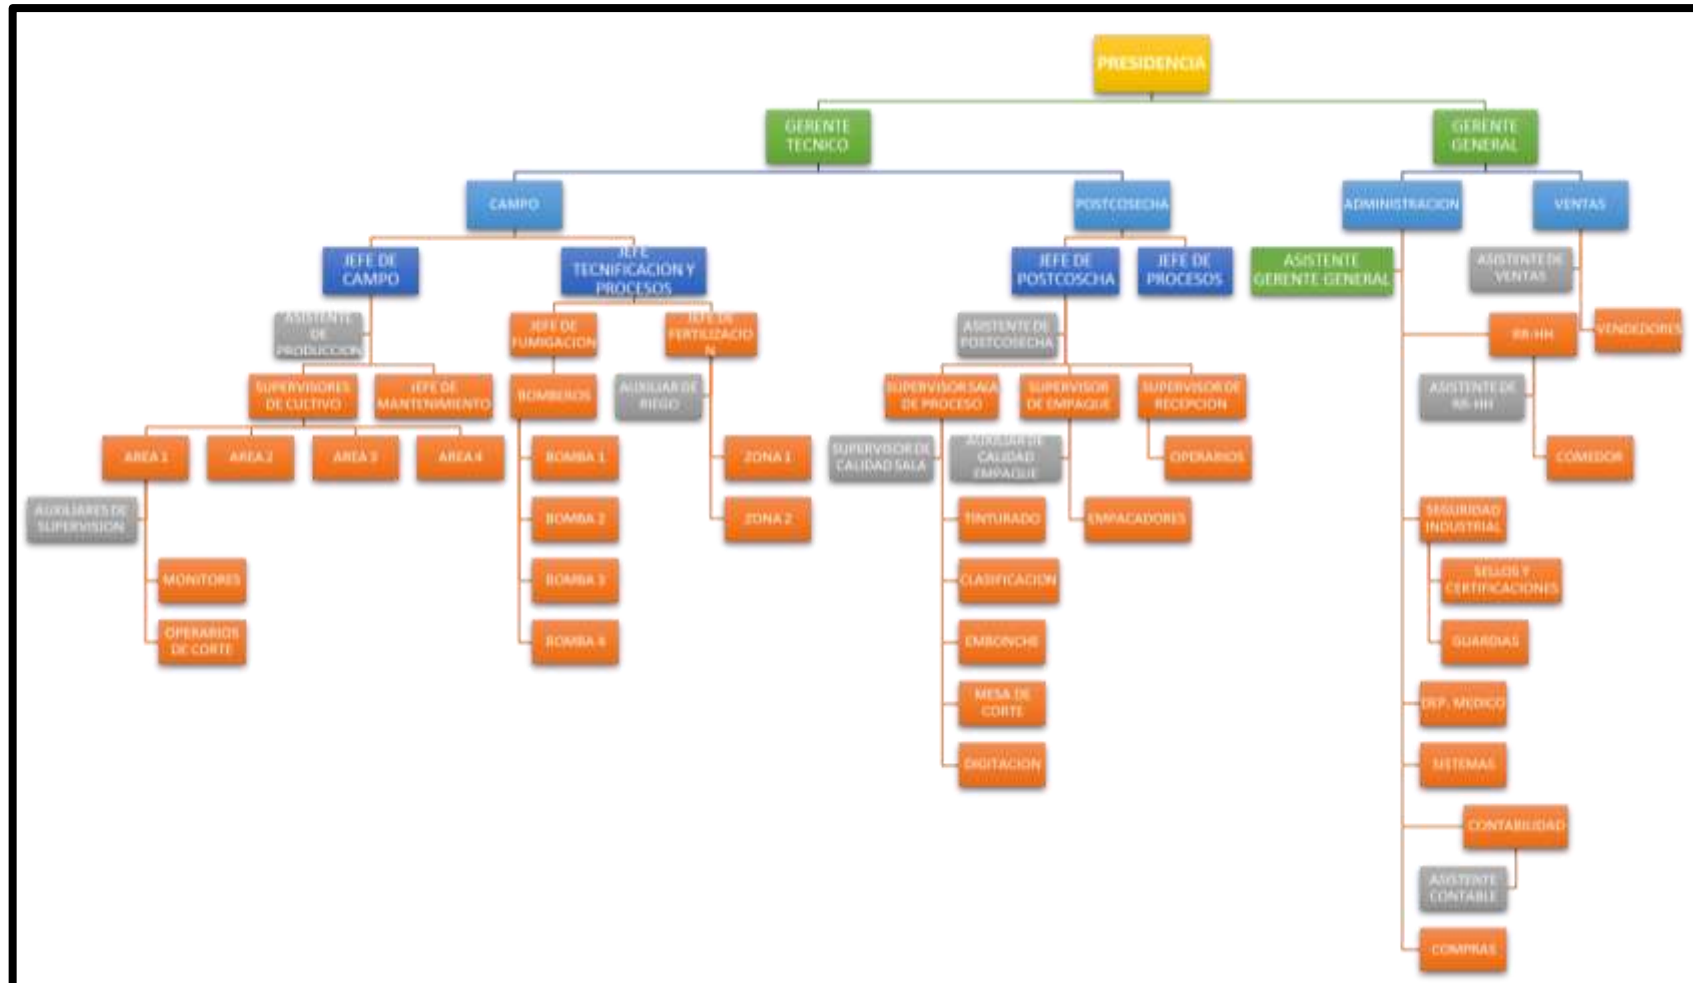 PRESIDENCIA
GERENTE
TECNICO
GERENTE
GENERAL
CAMPO
POSTCOSECHA
ADMINISTRACION
VENTAS
JEFE DE
CAMPO
JEFE
TECNIFICACION Y
PROCESOS
JEFE DE
POSTCOSCHA
JEFE DE
PROCESOS
ASISTENTE
GERENTE GENERAL
ASISTENTE DE
VENTAS
ASISTENTE
DE
PRODUCCION
JEFE DE
FUMIGACION
JEFE DE
FERTILIZACIO
N
ASISTENTE DE
POSTCOSECHA
RR-HH
VENDEDORES
SUPERVISORES
DE CULTIVO
JEFE DE
MANTENIMIENTO
BOMBEROS
AUXILIAR DE
RIEGO
SUPERVISOR SALA
DE PROCESO
SUPERVISOR
DE EMPAQUE
SUPERVISOR DE
RECEPCION
ASISTENTE DE
RR-HH
AREA 1
AREA 2
AREA 3
AREA 4
BOMBA 1
ZONA 1
SUPERVISOR DE
CALIDAD SALA
AUXILIAR DE
CALIDAD
EMPAQUE
OPERARIOS
COMEDOR
AUXILIARES DE
SUPERVISION
BOMBA 2
ZONA 2
TINTURADO
EMPACADORES
SEGURIDAD
INDUSTRIAL
MONITORES
BOMBA 3
CLASIFICACION
SELLOS Y
CERTIFICACIONES
OPERARIOS
DE CORTE
BOMBA 4
EMBONCHE
GUARDIAS
MESA DE
CORTE
DEP. MEDICO
DIGITACION
SISTEMAS
CONTABILIDAD
ASISTENTE
CONTABLE
COMPRAS